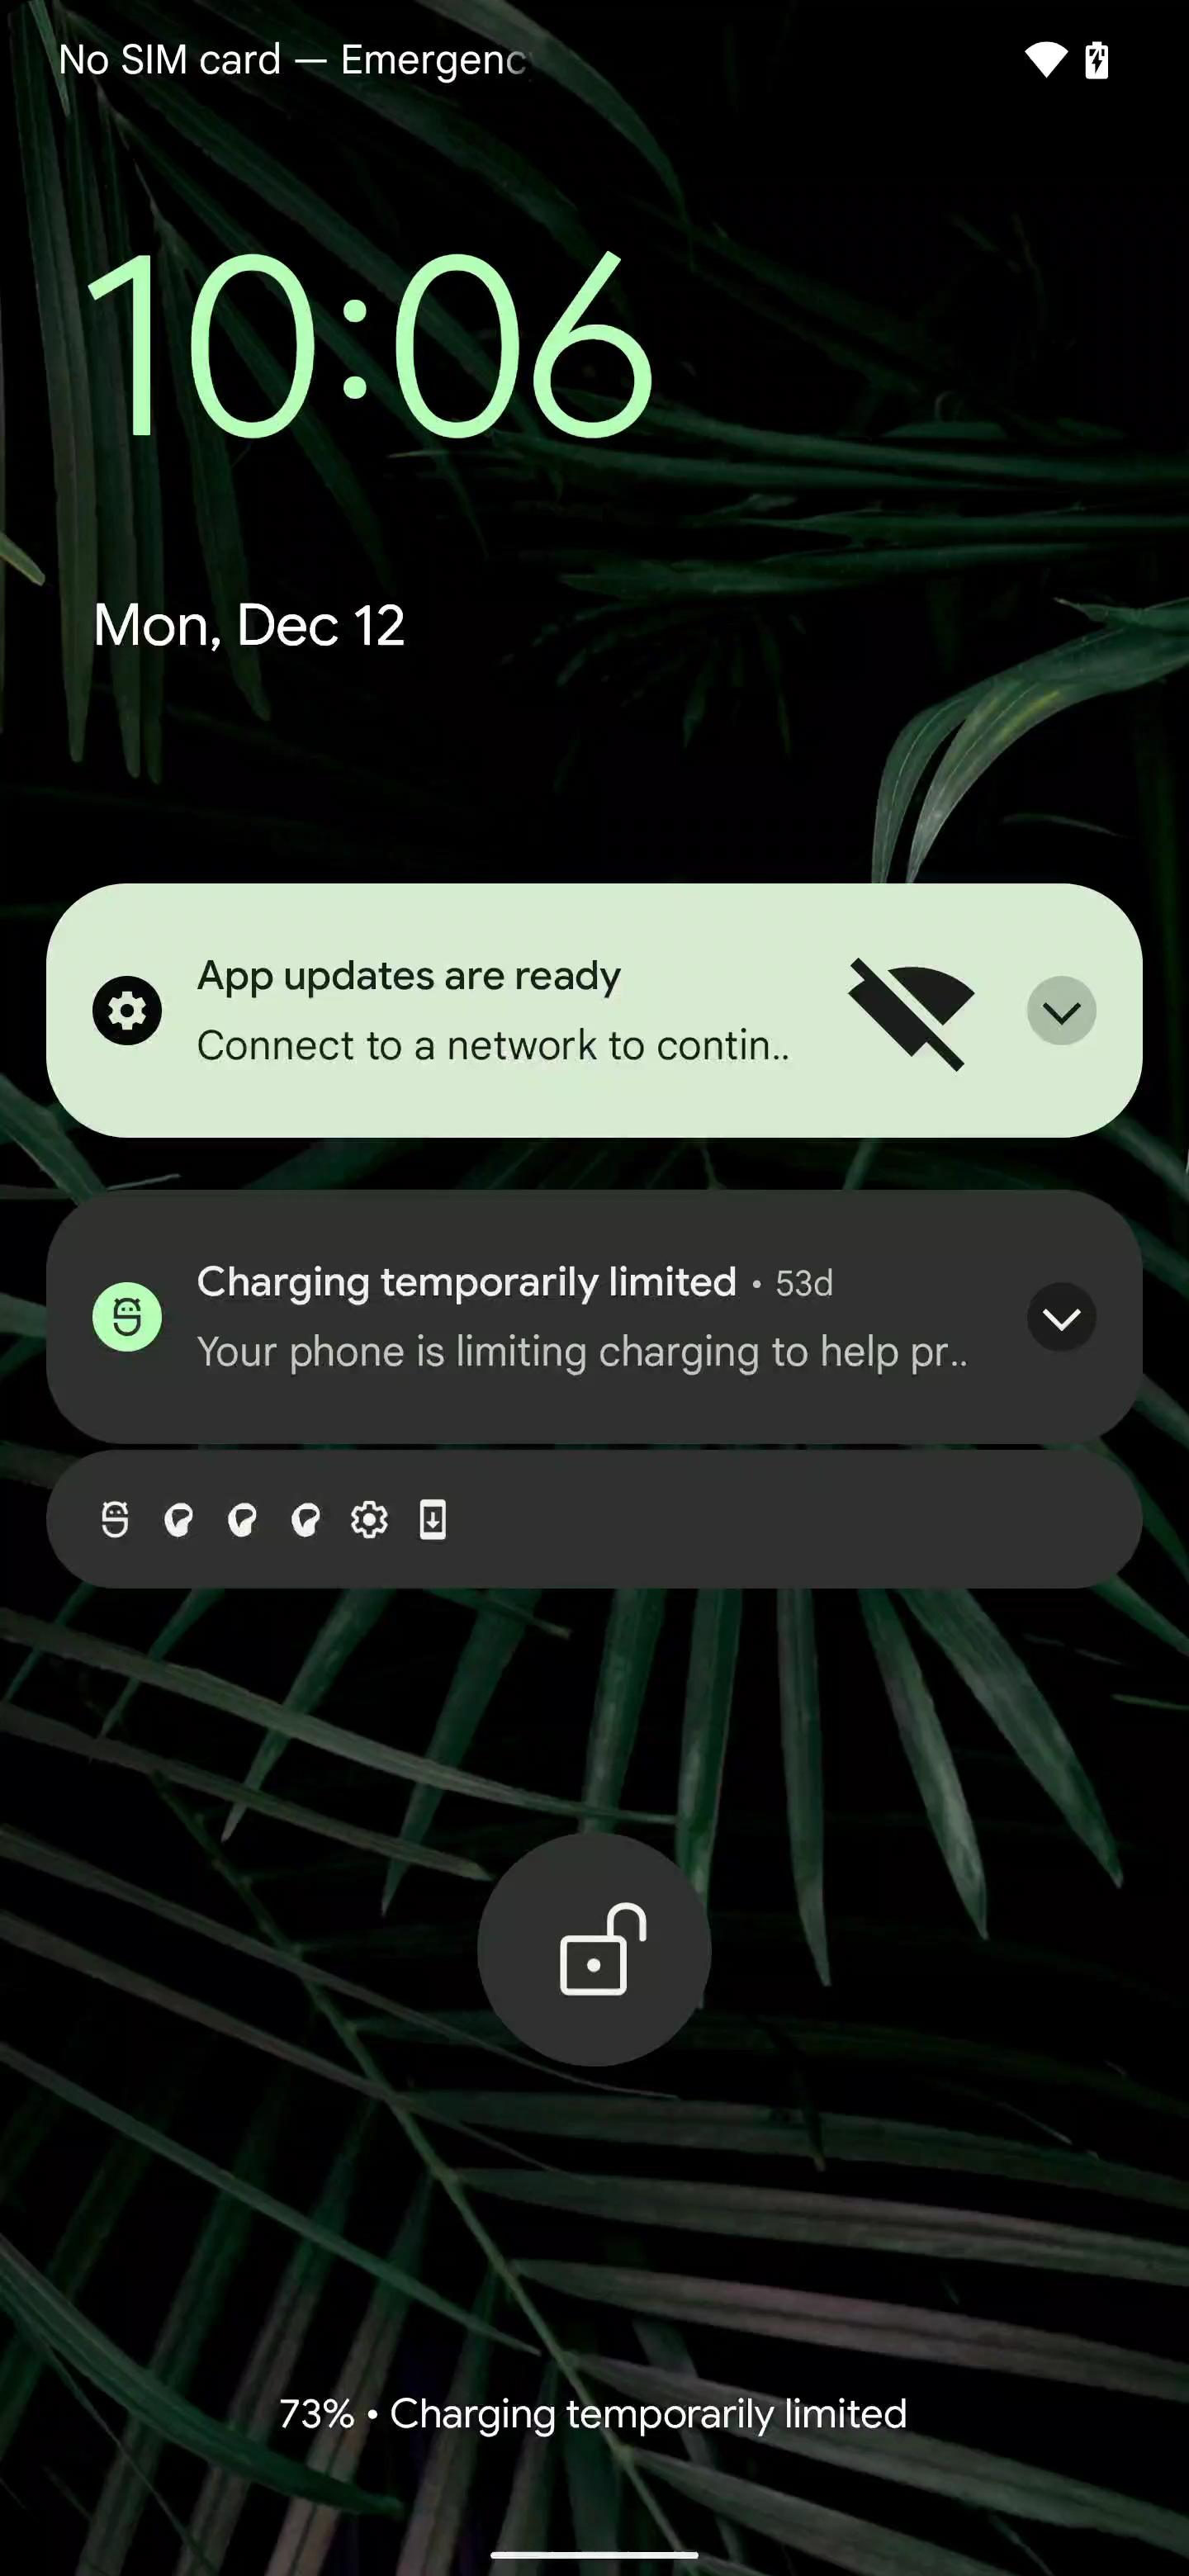 No SIM card — Emergenc
10:06
Mon, Dec 12
App updates are ready
Connect to a network to contin..
Charging temporarily limited • 53d
Your phone is limiting charging to help pr..
73% • Charging temporarily limited